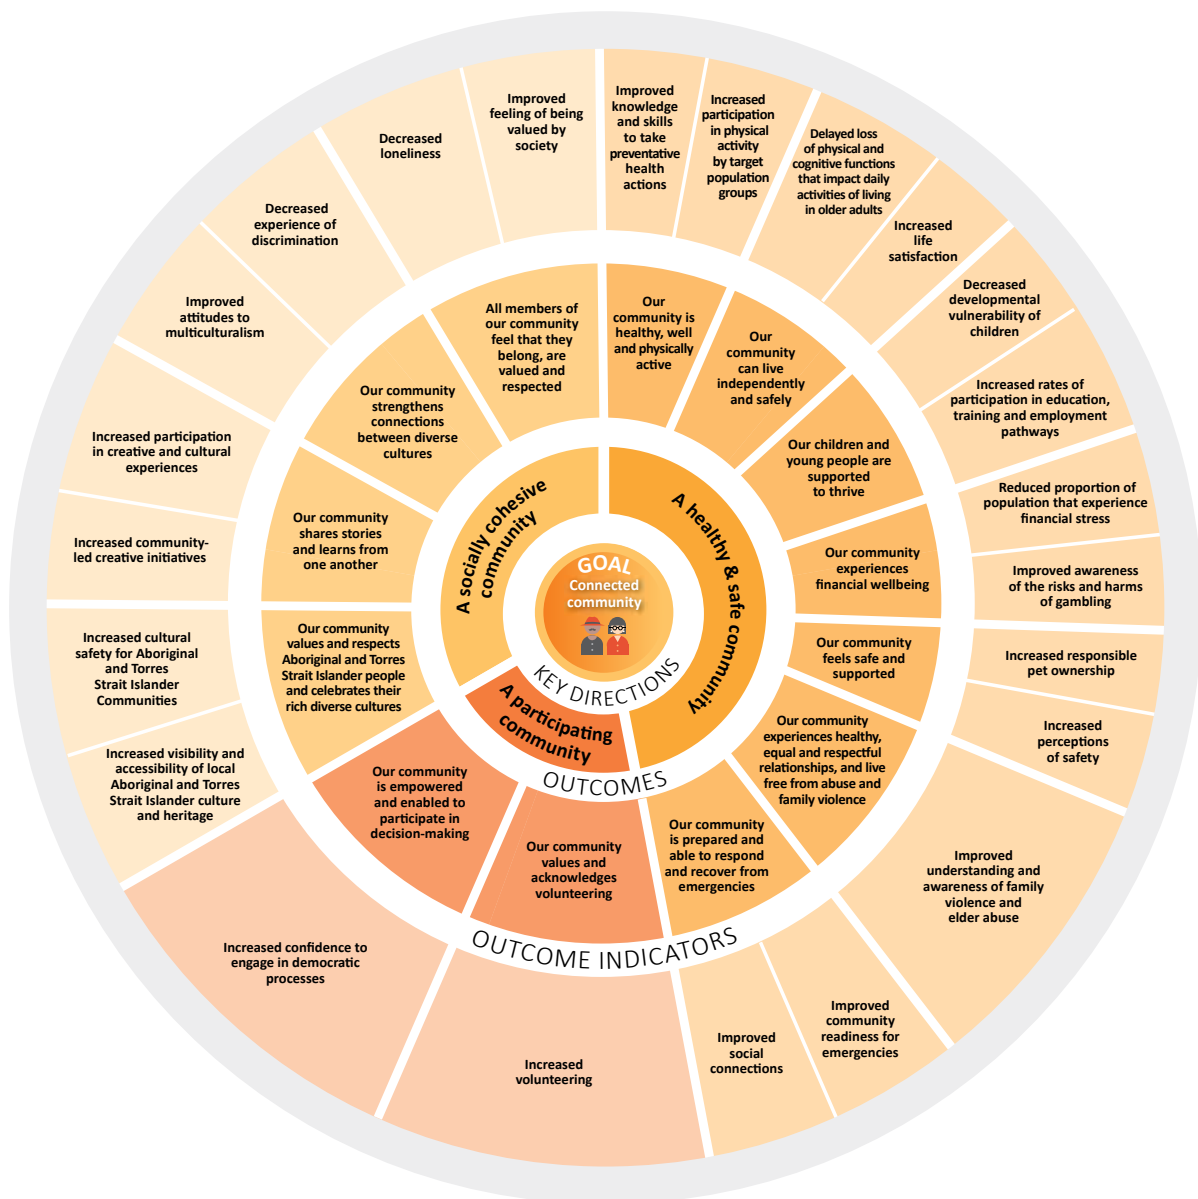 GOAL
Connected
community
KEY DIRECTIONS
A healthy & safe community
A participating
community
A socially cohesive
community
OUTCOMES
Our
community is
healthy, well
and physically
active
Our
community
can live
independently
and safely
Our children and
young people are
supported
to thrive
Our community
experiences
financial wellbeing
Our community
feels safe and
supported
Our community
experiences healthy,
equal and respectful
relationships, and live
free from abuse and
family violence
Our community
is prepared and
able to respond
and recover from
emergencies
Our community
values and
acknowledges
volunteering
Our community
is empowered
and enabled to
participate in
decision-making
Our community
values and respects
Aboriginal and Torres
Strait Islander people
and celebrates their
rich diverse cultures
Our community
shares stories
and learns from
one another
Our community
strengthens
connections
between diverse
cultures
All members of
our community
feel that they
belong, are
valued and
respected
OUTCOME INDICATORS
Improved
knowledge
and skills
to take
preventative
health
actions
Increased
participation
in physical
activity
by target
population
groups
Delayed loss
of physical and
cognitive functions
that impact daily
activities of living
in older adults
Increased
life
satisfaction
Decreased
developmental
vulnerability of
children
Increased rates of
participation in education,
training and employment
pathways
Reduced proportion of
population that experience
financial stress
Improved awareness
of the risks and harms
of gambling
Increased responsible
pet ownership
Increased
perceptions
of safety
Improved
understanding and
awareness of family
violence and
elder abuse
Improved
community
readiness for
emergencies
Improved
social
connections
Increased
volunteering
Increased confidence to
engage in democratic
processes
Increased visibility and
accessibility of local
Aboriginal and Torres
Strait Islander culture
and heritage
Increased cultural
safety for Aboriginal
and Torres
Strait Islander
Communities
Increased community-
led creative initiatives
Increased participation
in creative and cultural
experiences
Improved
attitudes to
multiculturalism
Decreased
experience of
discrimination
Decreased
loneliness
Improved
feeling of being
valued by
society